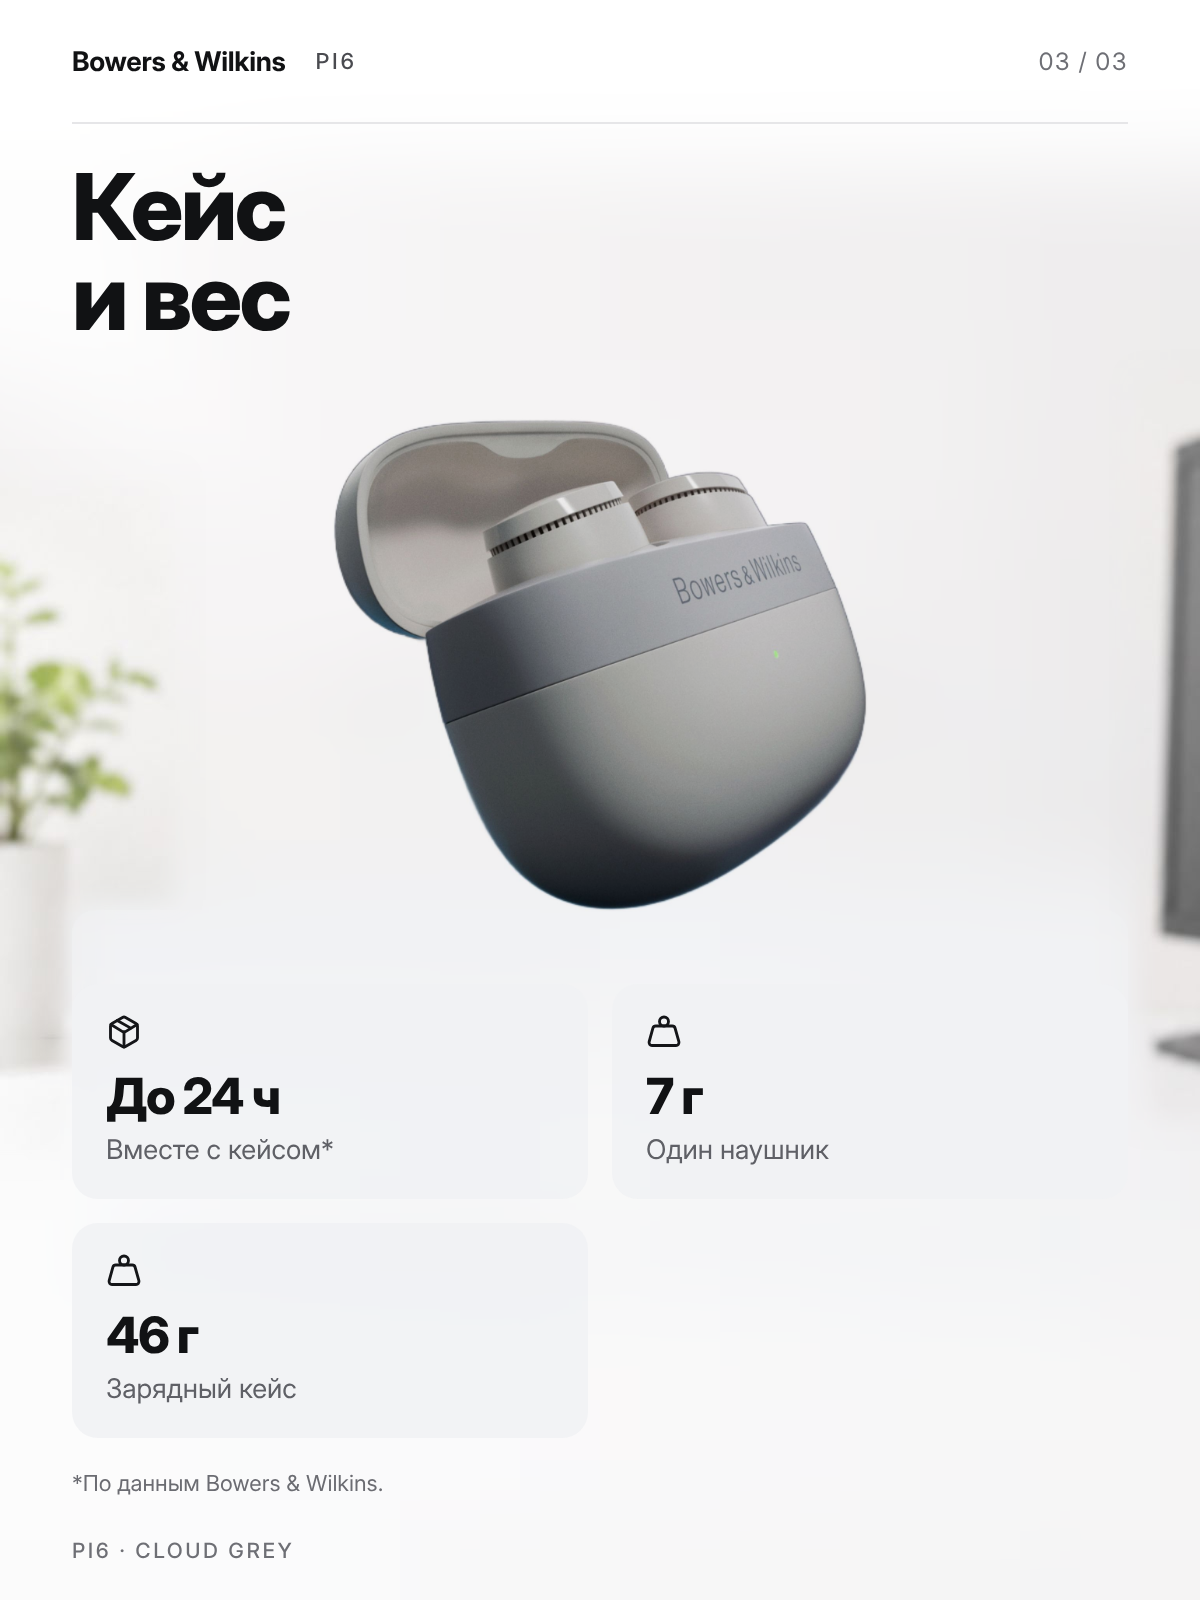 Bowers & Wilkins PI6
03 / 03
Кейс
и вес
Bowers & Wilkins
До 24 ч
Вместе с кейсом*
7 г
Один наушник
46 г
Зарядный кейс
*По данным Bowers & Wilkins.
PI6 · CLOUD GREY